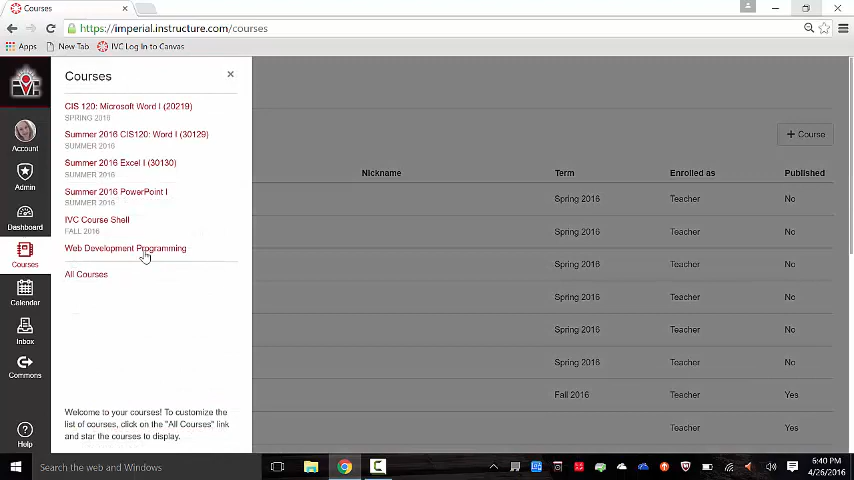 Courses
https://imperial.instructure.com/courses
Apps
New Tab
IVC Log In to Canvas
Courses
CIS 120: Microsoft Word I (20219)
SPRING 2016
Summer 2016 CIS120: Word I (30129)
SUMMER 2016
Summer 2016 Excel I (30130)
SUMMER 2016
Summer 2016 PowerPoint I
SUMMER 2016
IVC Course Shell
FALL 2016
Web Development Programming
All Courses
Welcome to your courses! To customize the
list of courses, click on the "All Courses" link
and star the courses to display.
Account
Admin
Dashboard
Courses
Calendar
Inbox
Commons
Help
+ Course
Nickname Term Enrolled as Published
Spring 2016 Teacher No
Spring 2016 Teacher No
Spring 2016 Teacher No
Spring 2016 Teacher No
Spring 2016 Teacher No
Spring 2016 Teacher No
Fall 2016 Teacher Yes
Teacher Yes
Search the web and Windows
6:40 PM
4/26/2016